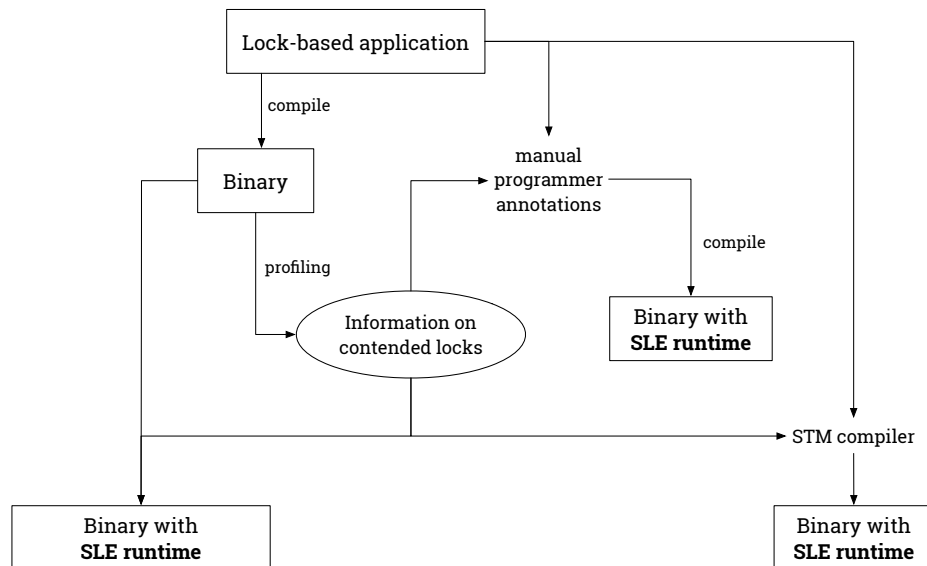 Lock-based application
compile
Binary
manual
programmer
annotations
profiling
compile
Information on
contended locks
Binary with
SLE runtime
STM compiler
Binary with
SLE runtime
Binary with
SLE runtime